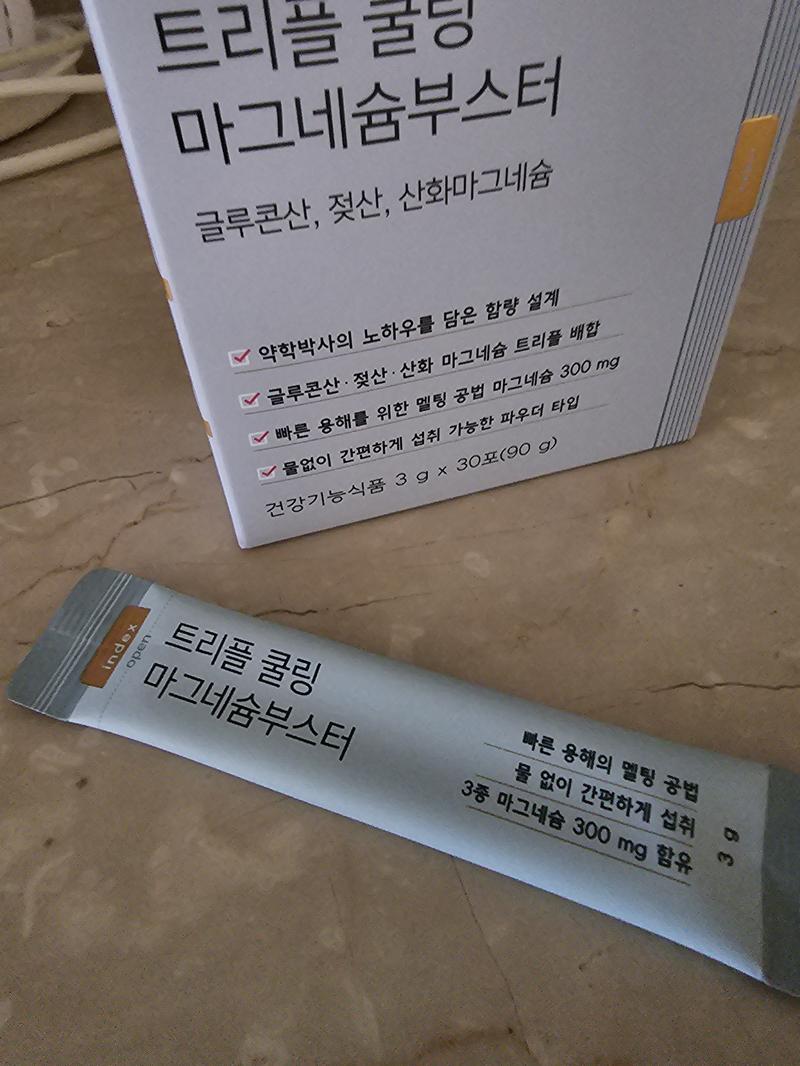 트리플 쿨링
마그네슘부스터
글루콘산, 젖산, 산화마그네슘
약학박사의 노하우를 담은 함량 설계
글루콘산·젖산·산화 마그네슘 트리플 배합
빠른 용해를 위한 멜팅 공법 마그네슘 300 mg
물없이 간편하게 섭취 가능한 파우더 타입
건강기능식품 3 g x 30포(90 g)
index
open
트리플 쿨링
마그네슘부스터
빠른 용해의 멜팅 공법
물 없이 간편하게 섭취
3종 마그네슘 300 mg 함유
3 g